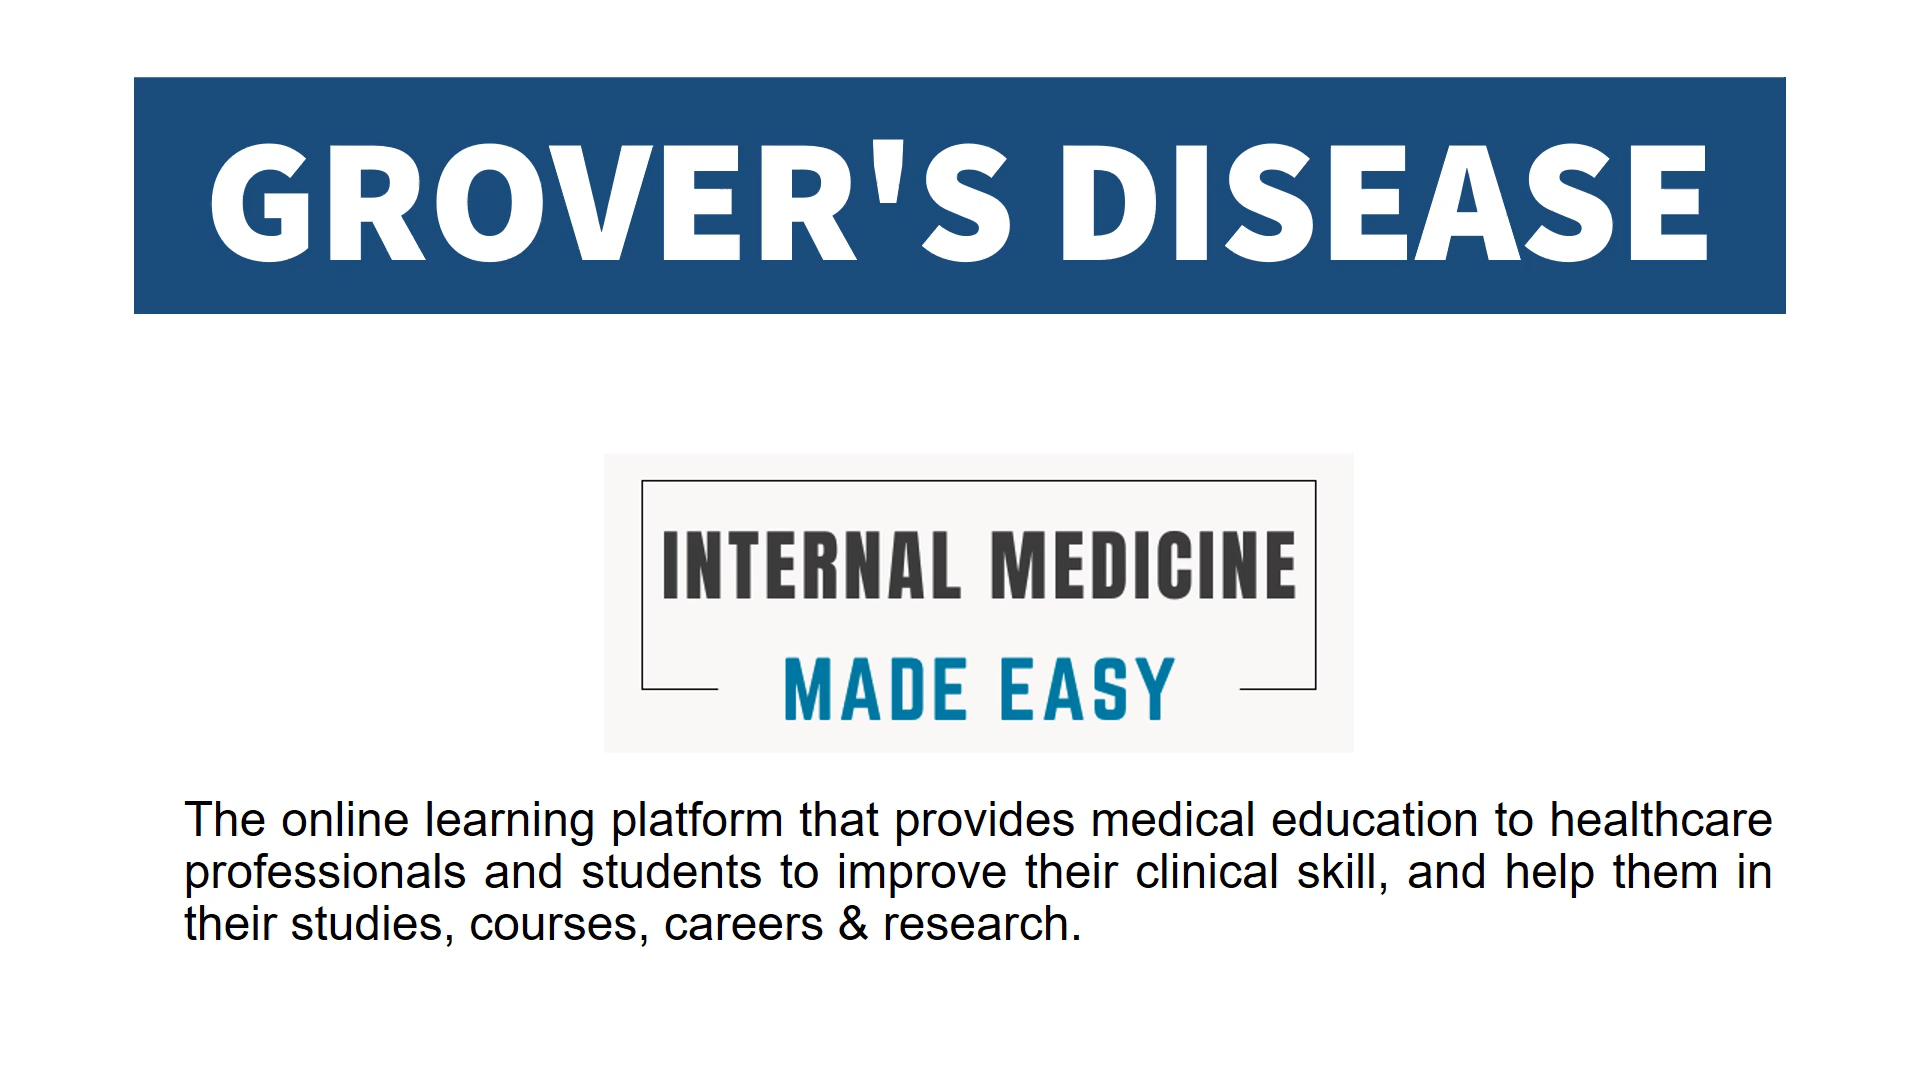 GROVER'S DISEASE
INTERNAL MEDICINE
MADE EASY
The online learning platform that provides medical education to healthcare
professionals and students to improve their clinical skill, and help them in
their studies, courses, careers & research.